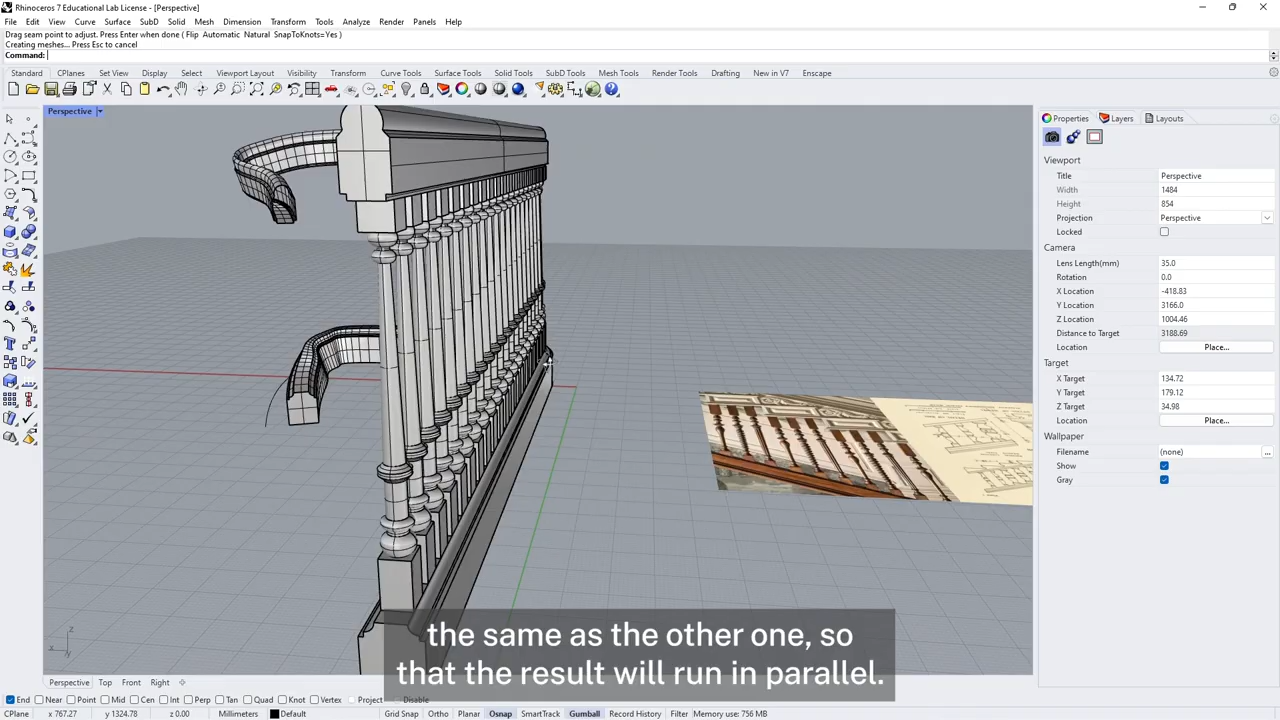 Rhinoceros 7 Educational Lab License - [Perspective]
File Edit View Curve Surface SubD Solid Mesh Dimension Transform Tools Analyze Render Panels Help
Drag seam point to adjust. Press Enter when done ( Flip Automatic Natural SnapToKnots=Yes )
Creating meshes... Press Esc to cancel
Command:
Standard CPlanes Set View Display Select Viewport Layout Visibility Transform Curve Tools Surface Tools Solid Tools SubD Tools Mesh Tools Render Tools Drafting New in V7 Enscape
Perspective
Properties Layers Layouts
Viewport
Title Perspective
Width 1484
Height 854
Projection Perspective
Locked
Camera
Lens Length(mm) 35.0
Rotation 0.0
X Location -418.83
Y Location 3166.0
Z Location 1004.46
Distance to Target 3188.69
Location Place...
Target
X Target 134.72
Y Target 179.12
Z Target 34.98
Location Place...
Wallpaper
Filename (none) ...
Show
Gray
the same as the other one, so
that the result will run in parallel.
z
x y
Perspective Top Front Right
End Near Point Mid Cen Int Perp Tan Quad Knot Vertex Project Disable
CPlane x 767.27 y 1324.78 z 0.00 Millimeters Default Grid Snap Ortho Planar Osnap SmartTrack Gumball Record History Filter Memory use: 756 MB